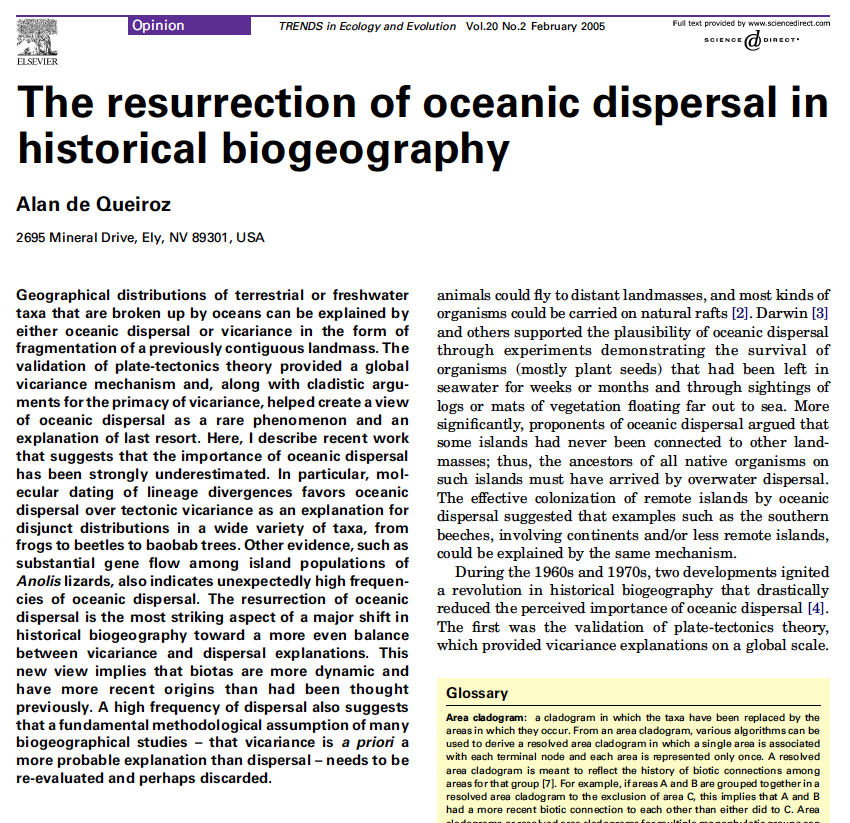 Opinion
TRENDS in Ecology and Evolution Vol.20 No.2 February 2005
Full text provided by www.sciencedirect.com
SCIENCE @ DIRECT®
ELSEVIER
The resurrection of oceanic dispersal in
historical biogeography
Alan de Queiroz
2695 Mineral Drive, Ely, NV 89301, USA
Geographical distributions of terrestrial or freshwater
taxa that are broken up by oceans can be explained by
either oceanic dispersal or vicariance in the form of
fragmentation of a previously contiguous landmass. The
validation of plate-tectonics theory provided a global
vicariance mechanism and, along with cladistic argu-
ments for the primacy of vicariance, helped create a view
of oceanic dispersal as a rare phenomenon and an
explanation of last resort. Here, I describe recent work
that suggests that the importance of oceanic dispersal
has been strongly underestimated. In particular, mol-
ecular dating of lineage divergences favors oceanic
dispersal over tectonic vicariance as an explanation for
disjunct distributions in a wide variety of taxa, from
frogs to beetles to baobab trees. Other evidence, such as
substantial gene flow among island populations of
Anolis lizards, also indicates unexpectedly high frequen-
cies of oceanic dispersal. The resurrection of oceanic
dispersal is the most striking aspect of a major shift in
historical biogeography toward a more even balance
between vicariance and dispersal explanations. This
new view implies that biotas are more dynamic and
have more recent origins than had been thought
previously. A high frequency of dispersal also suggests
that a fundamental methodological assumption of many
biogeographical studies – that vicariance is a priori a
more probable explanation than dispersal – needs to be
re-evaluated and perhaps discarded.
animals could fly to distant landmasses, and most kinds of
organisms could be carried on natural rafts [2]. Darwin [3]
and others supported the plausibility of oceanic dispersal
through experiments demonstrating the survival of
organisms (mostly plant seeds) that had been left in
seawater for weeks or months and through sightings of
logs or mats of vegetation floating far out to sea. More
significantly, proponents of oceanic dispersal argued that
some islands had never been connected to other land-
masses; thus, the ancestors of all native organisms on
such islands must have arrived by overwater dispersal.
The effective colonization of remote islands by oceanic
dispersal suggested that examples such as the southern
beeches, involving continents and/or less remote islands,
could be explained by the same mechanism.
During the 1960s and 1970s, two developments ignited
a revolution in historical biogeography that drastically
reduced the perceived importance of oceanic dispersal [4].
The first was the validation of plate-tectonics theory,
which provided vicariance explanations on a global scale.
Glossary
Area cladogram: a cladogram in which the taxa have been replaced by the
areas in which they occur. From an area cladogram, various algorithms can be
used to derive a resolved area cladogram in which a single area is associated
with each terminal node and each area is represented only once. A resolved
area cladogram is meant to reflect the history of biotic connections among
areas for that group [7]. For example, if areas A and B are grouped together in a
resolved area cladogram to the exclusion of area C, this implies that A and B
had a more recent biotic connection to each other than either did to C. Area